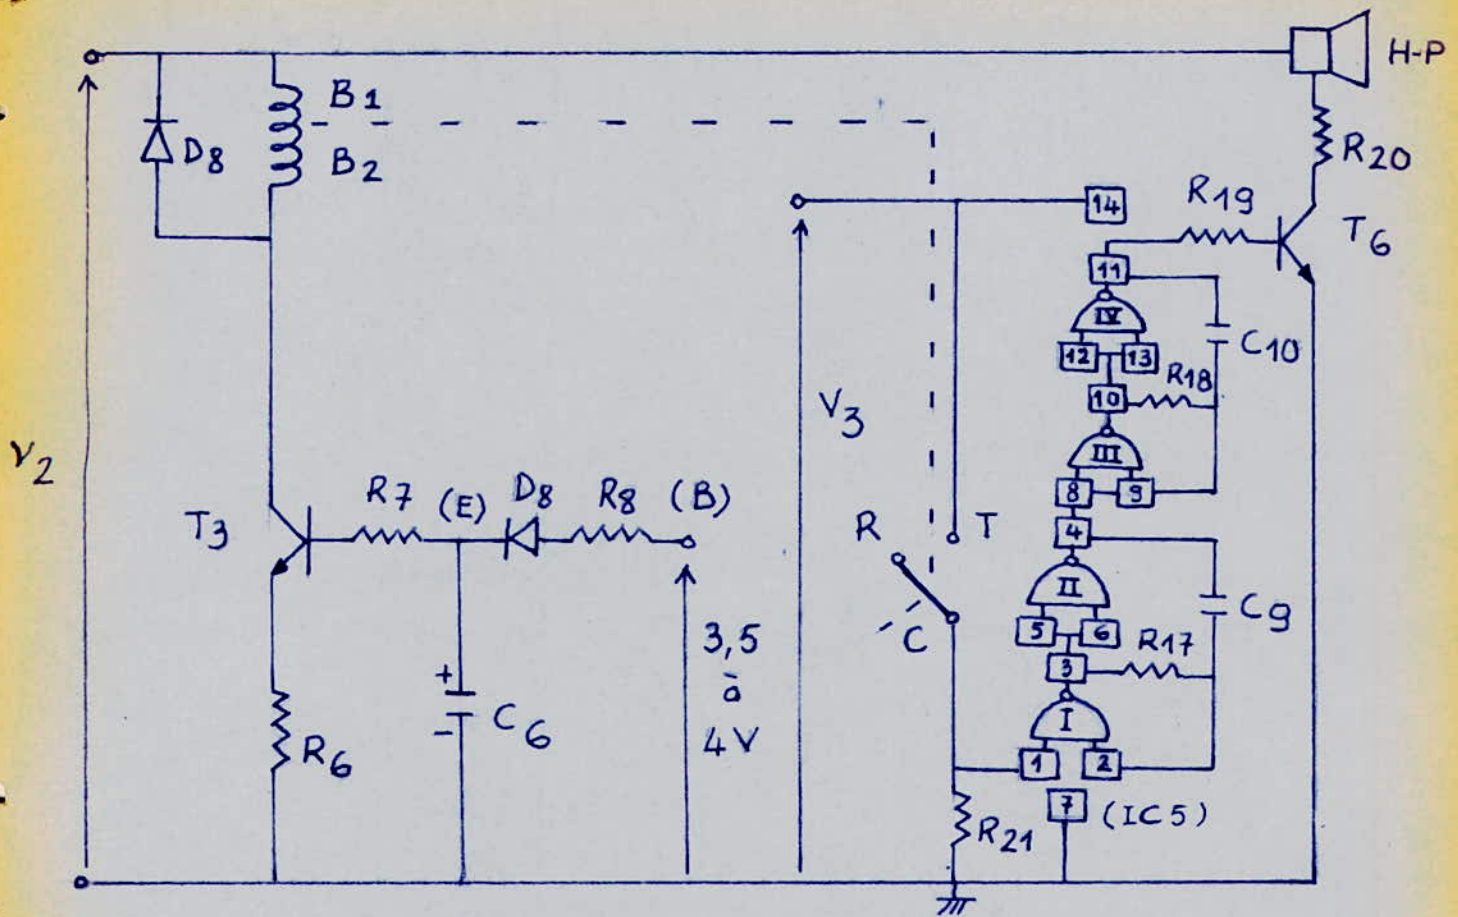 H-P
B1
D8
B2
R20
14
R19
T6
11
IV
C10
12
13
R18
10
V3
III
V2
8
9
R7
(E)
D8
R8
(B)
T3
R
T
4
II
C9
3,5
à
4V
C
5
6
R17
3
+
C6
-
I
R6
1
2
7
(IC5)
R21